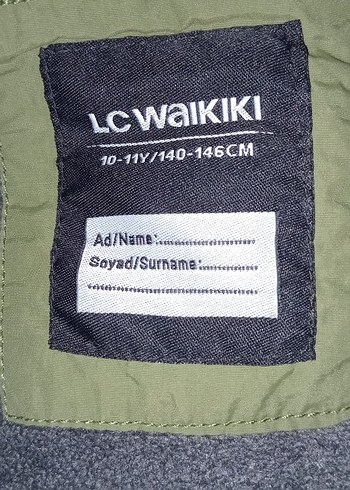 LC WAIKIKI
10-11Y/140-146CM
Ad/Name:....................
Soyad/Surname:............
....................................